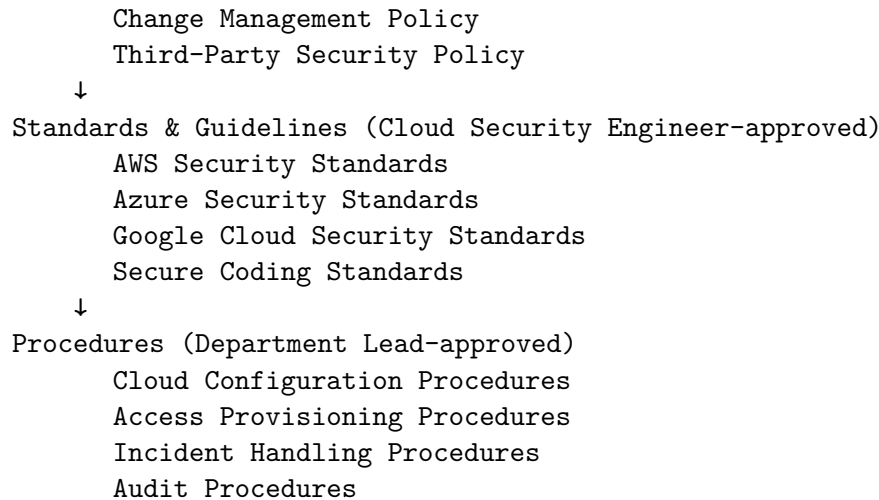 Change Management Policy
Third-Party Security Policy
↓
Standards & Guidelines (Cloud Security Engineer-approved)
AWS Security Standards
Azure Security Standards
Google Cloud Security Standards
Secure Coding Standards
↓
Procedures (Department Lead-approved)
Cloud Configuration Procedures
Access Provisioning Procedures
Incident Handling Procedures
Audit Procedures